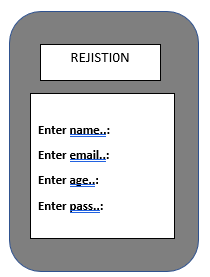 REJISTION
Enter name..:
Enter email..:
Enter age..:
Enter pass..: